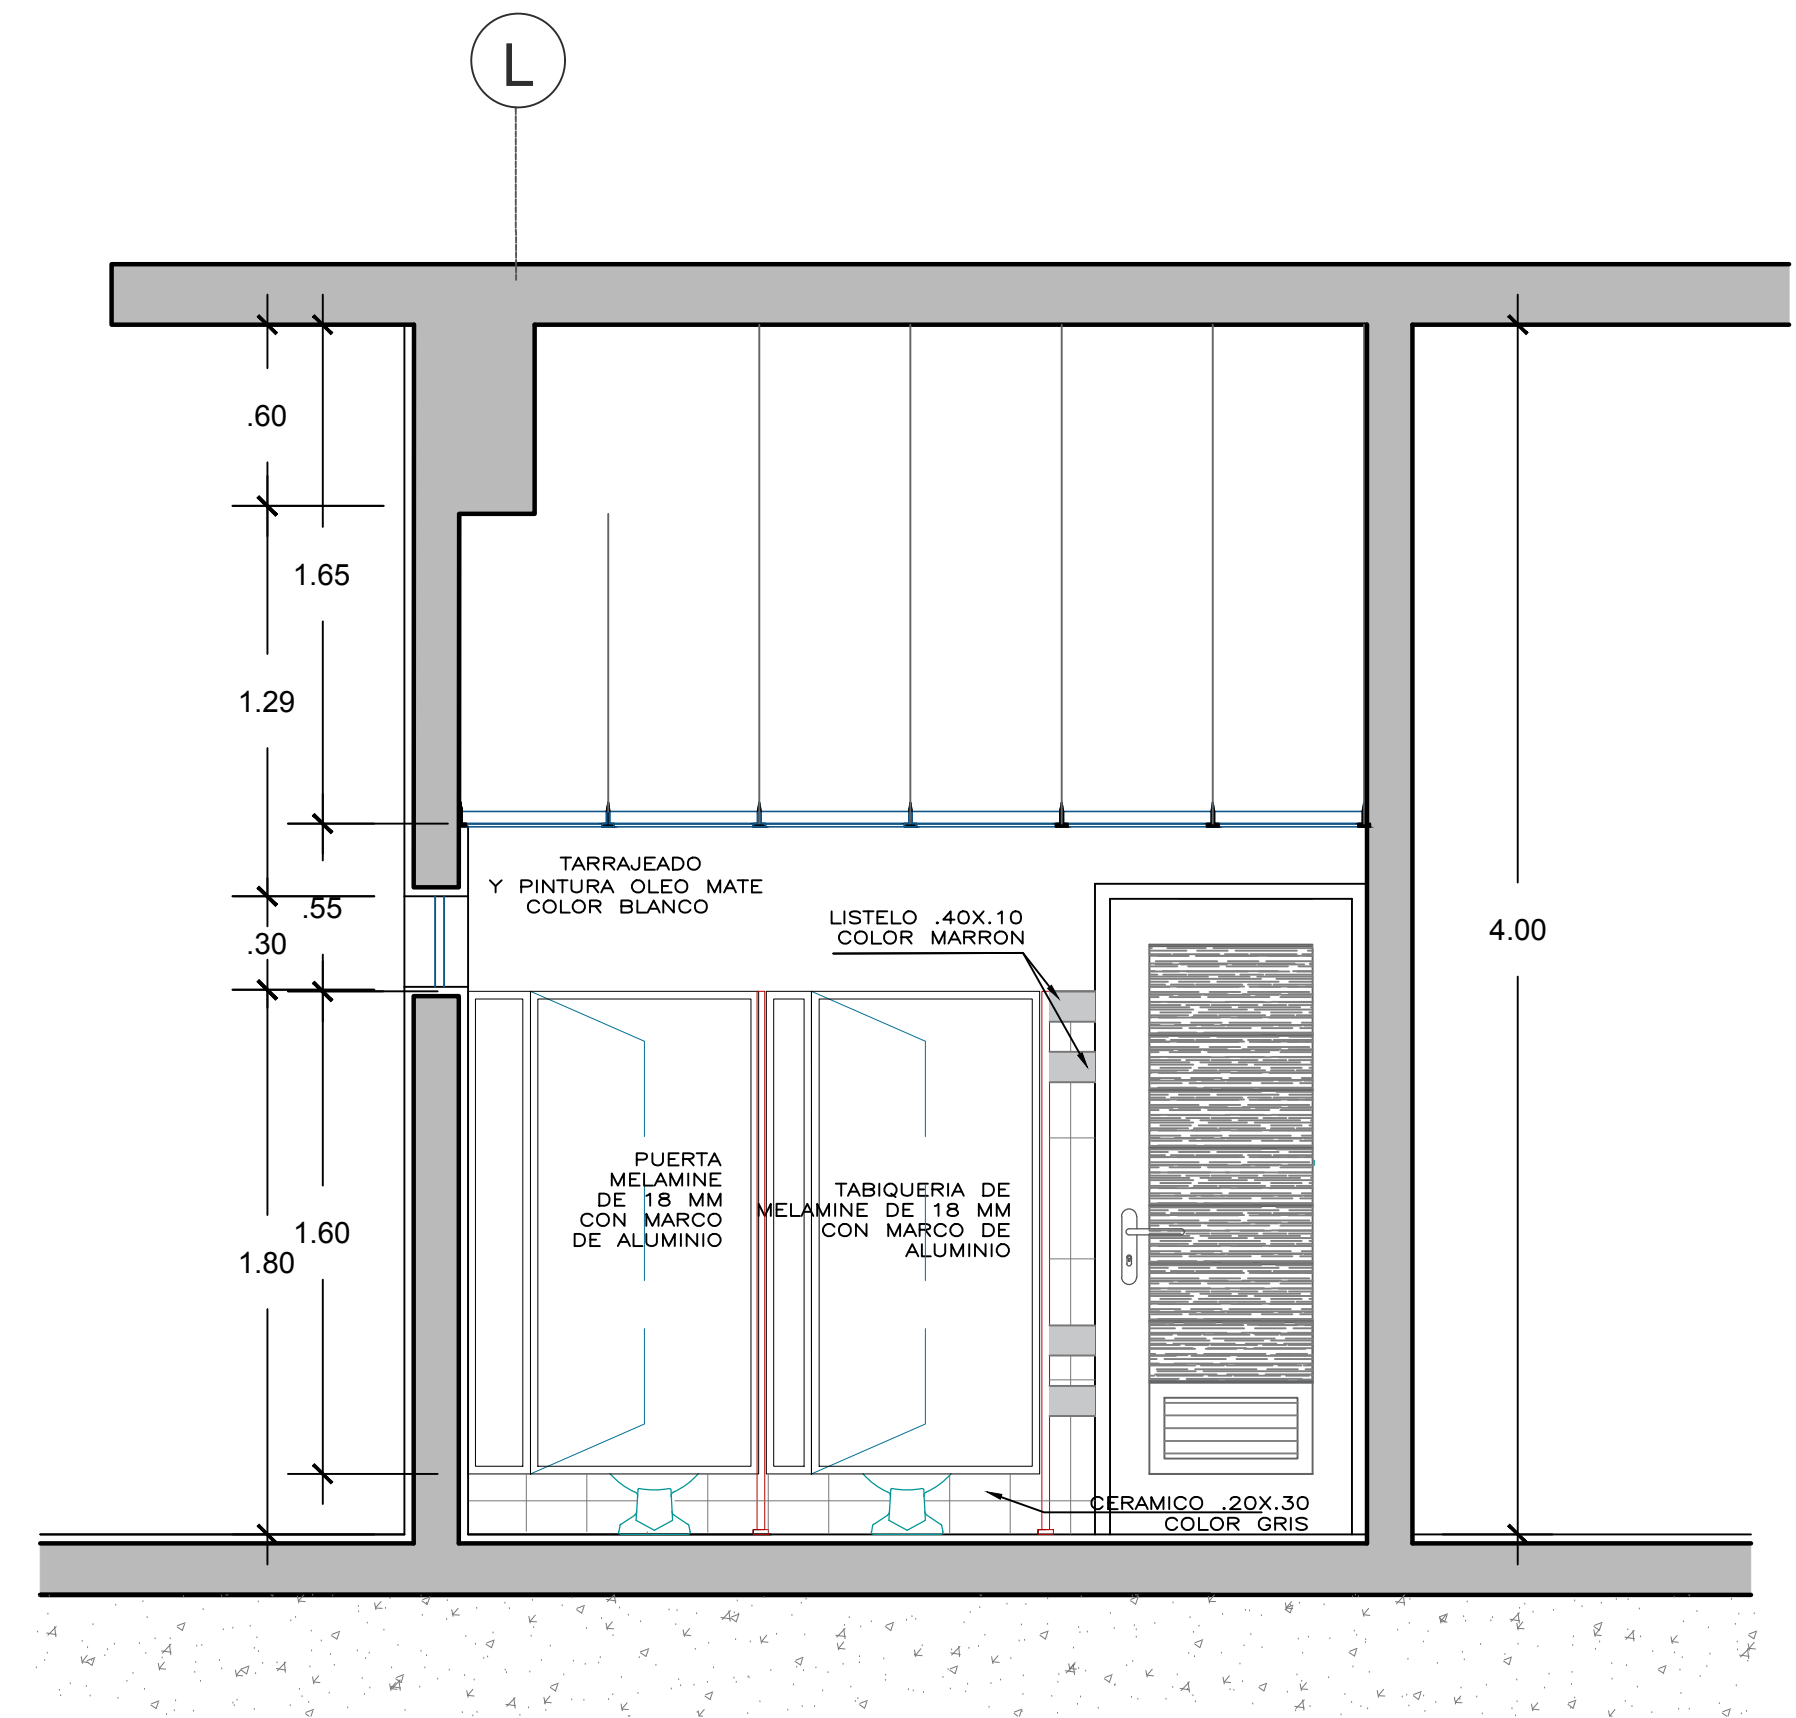 L
.60
1.65
1.29
.55
.30
4.00
1.60
1.80
TARRAJEADO
Y PINTURA OLEO MATE
COLOR BLANCO
LISTELO .40X.10
COLOR MARRON
PUERTA
MELAMINE
DE 18 MM
CON MARCO
DE ALUMINIO
TABIQUERIA DE
MELAMINE DE 18 MM
CON MARCO DE
ALUMINIO
CERAMICO .20X.30
COLOR GRIS